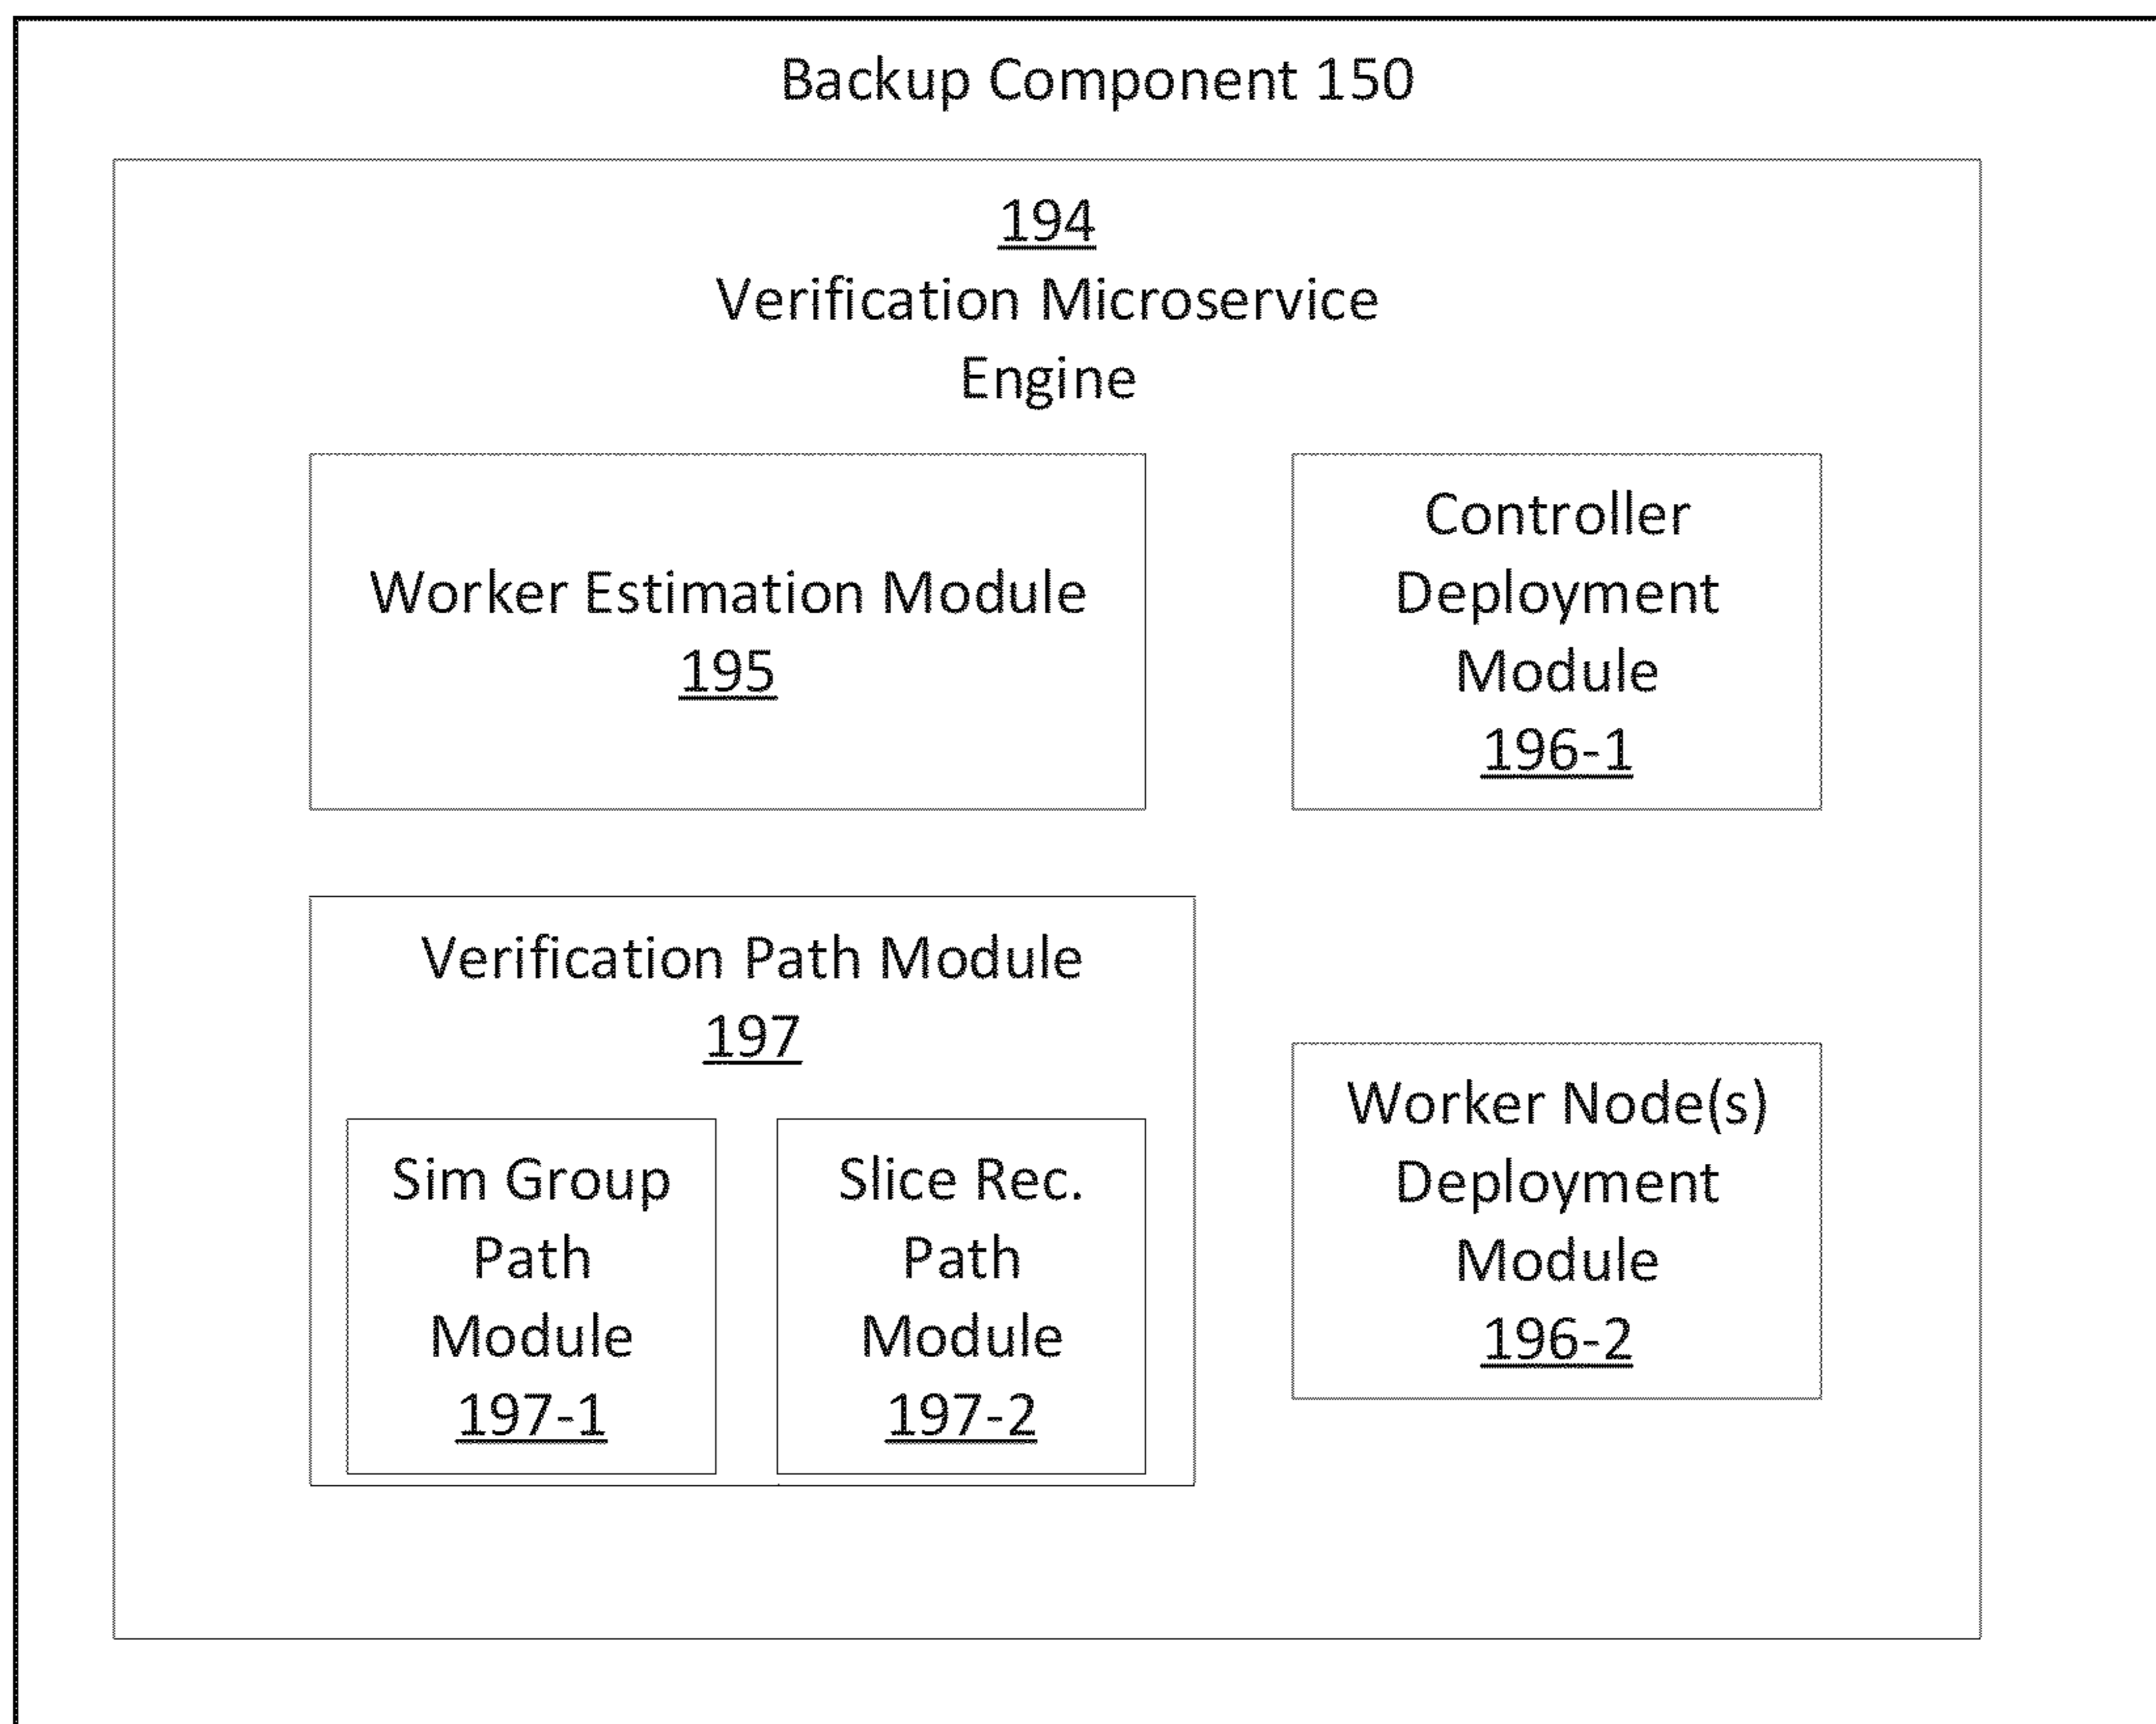 Backup Component 150
194
Verification Microservice
Engine
Worker Estimation Module
195
Controller
Deployment
Module
196-1
Verification Path Module
197
Sim Group
Path
Module
197-1
Slice Rec.
Path
Module
197-2
Worker Node(s)
Deployment
Module
196-2